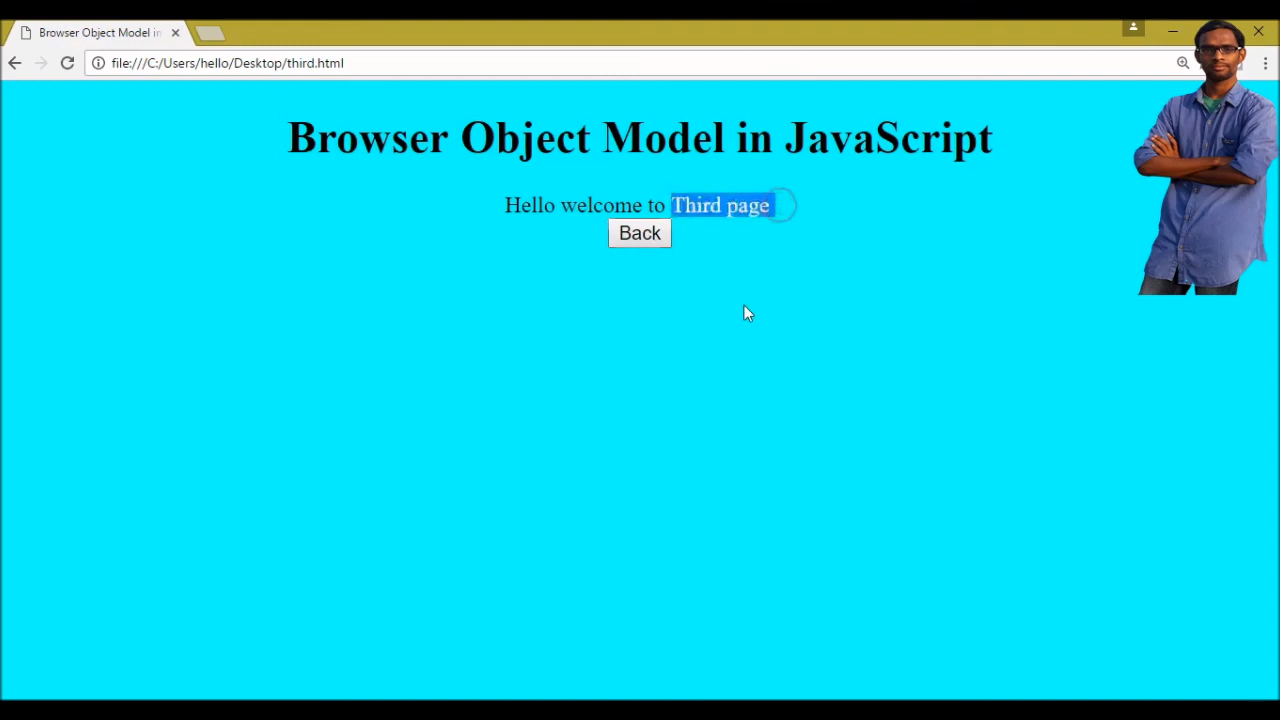 Browser Object Model in
file:///C:/Users/hello/Desktop/third.html
Browser Object Model in JavaScript
Hello welcome to Third page
Back